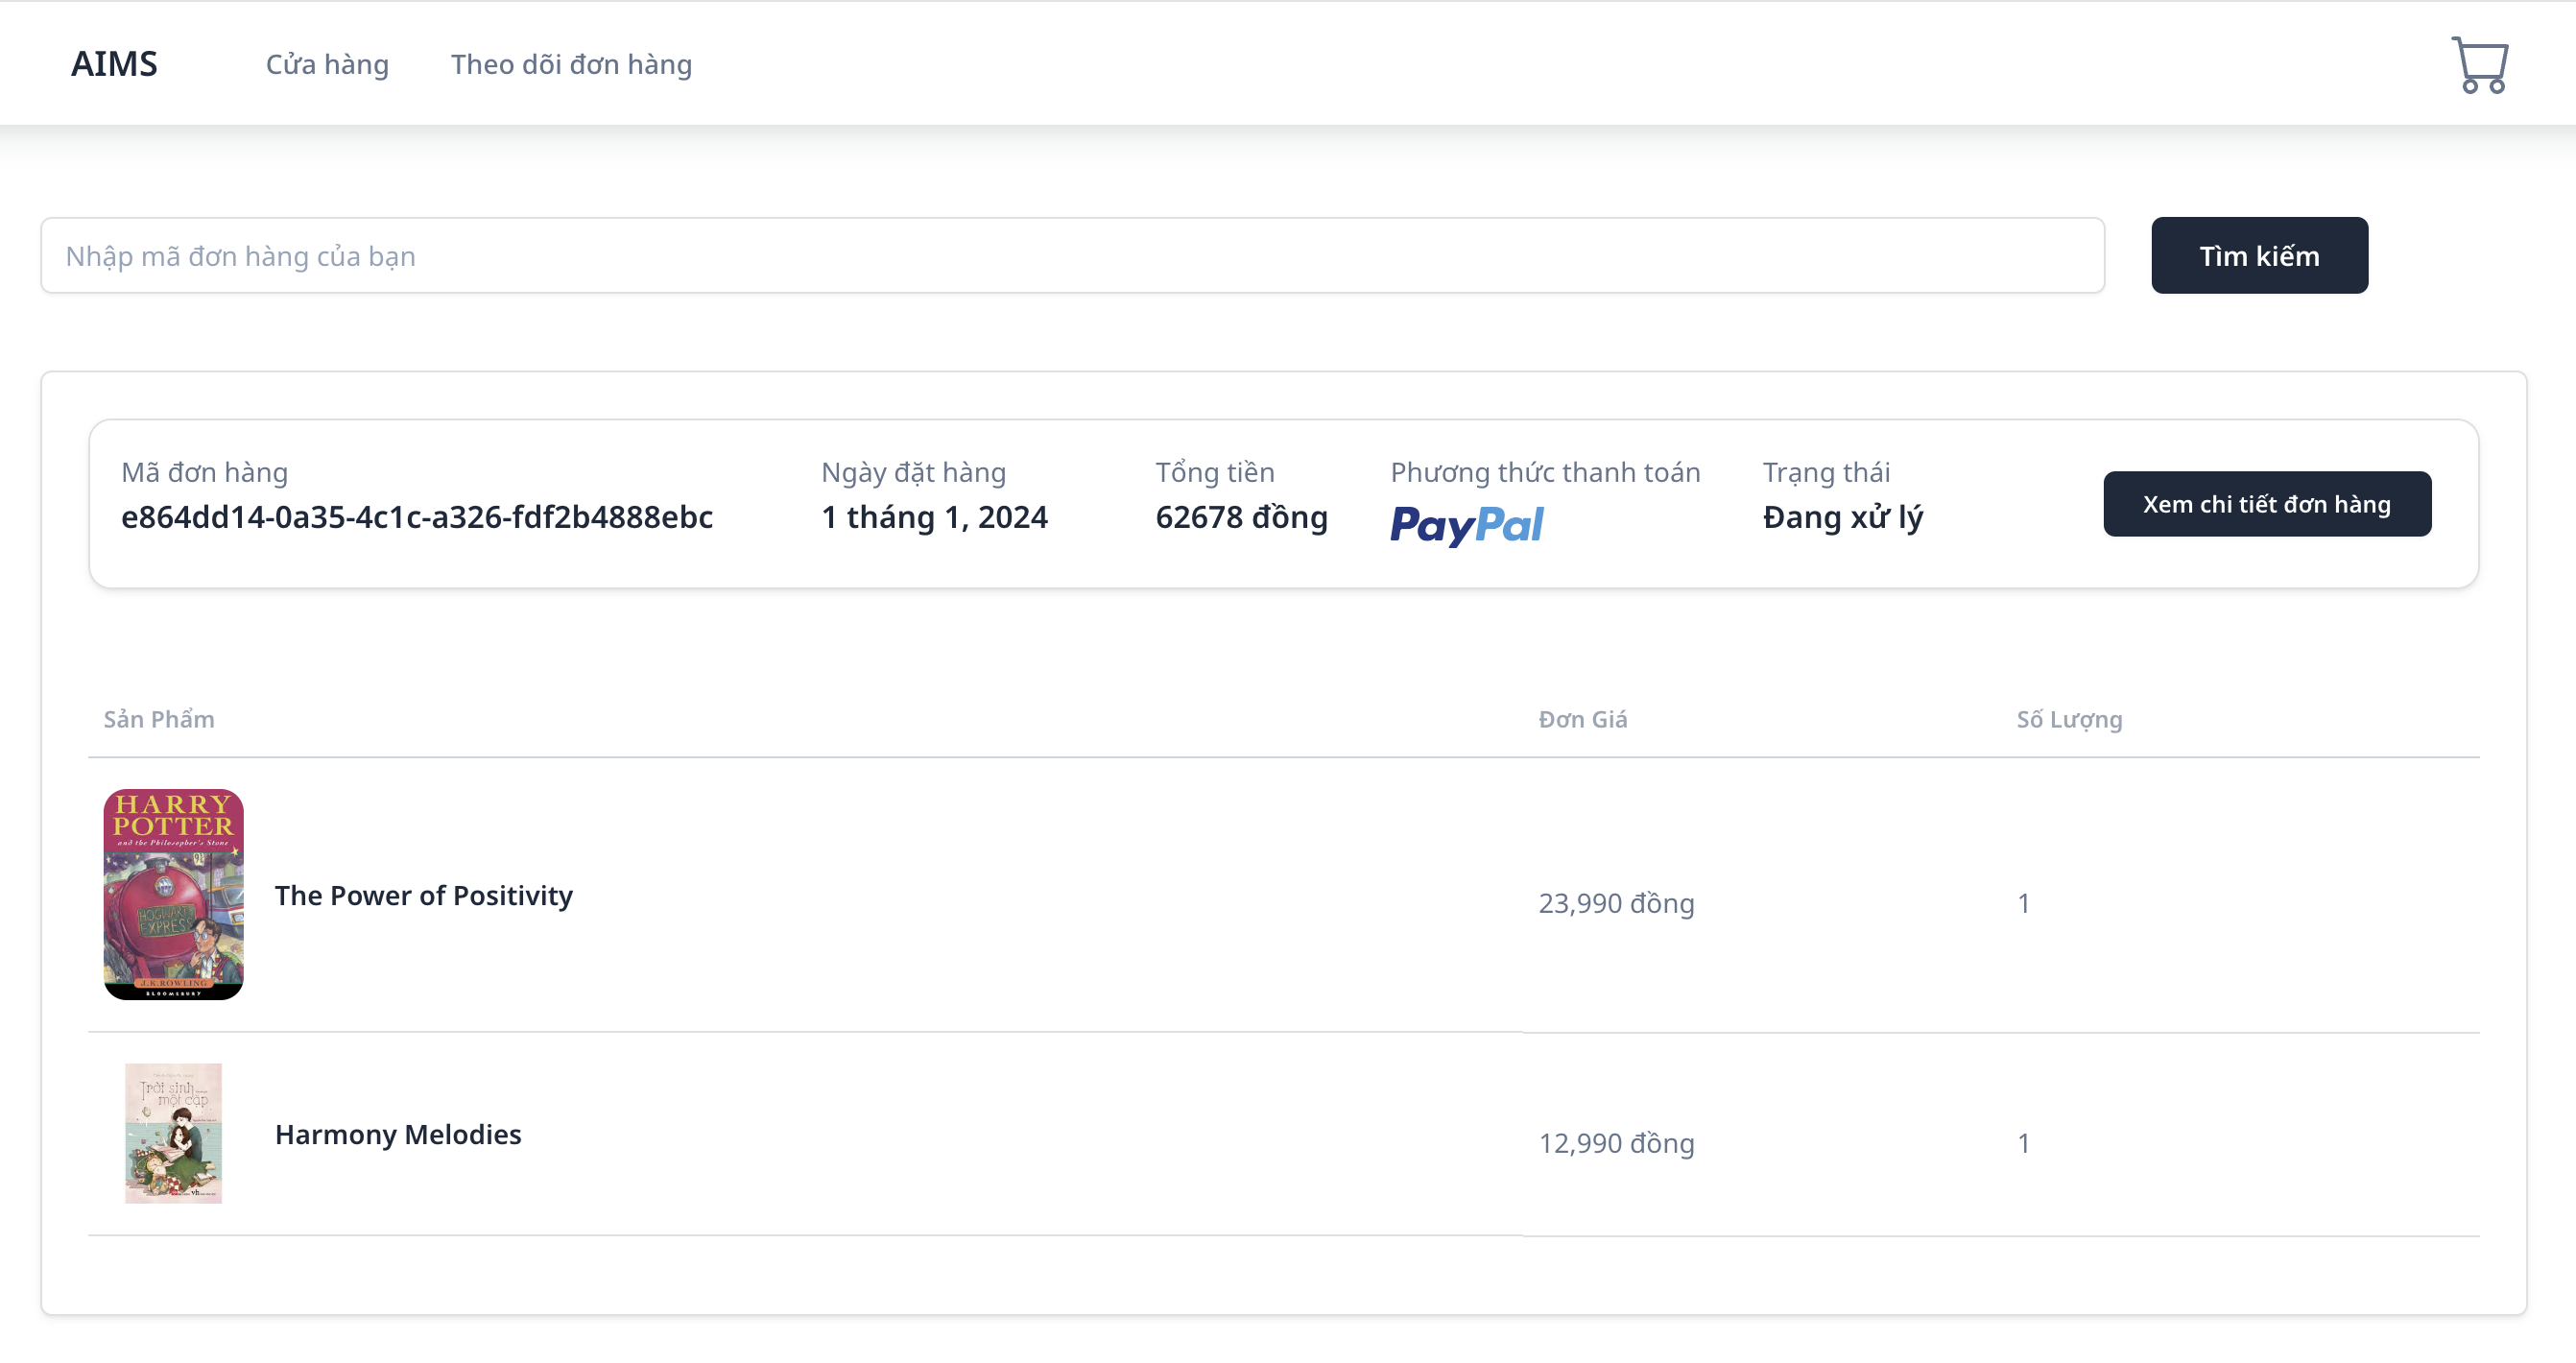 AIMS Cửa hàng Theo dõi đơn hàng
Nhập mã đơn hàng của bạn Tìm kiếm
Mã đơn hàng Ngày đặt hàng Tổng tiền Phương thức thanh toán Trạng thái
e864dd14-0a35-4c1c-a326-fdf2b4888ebc 1 tháng 1, 2024 62678 đồng PayPal Đang xử lý Xem chi tiết đơn hàng
Sản Phẩm Đơn Giá Số Lượng
HARRY
POTTER
and the Philosopher's Stone
HOGWARTS
EXPRESS
J.K.ROWLING
BLOOMSBURY
The Power of Positivity 23,990 đồng 1
Trời sinh
một cặp
Harmony Melodies 12,990 đồng 1